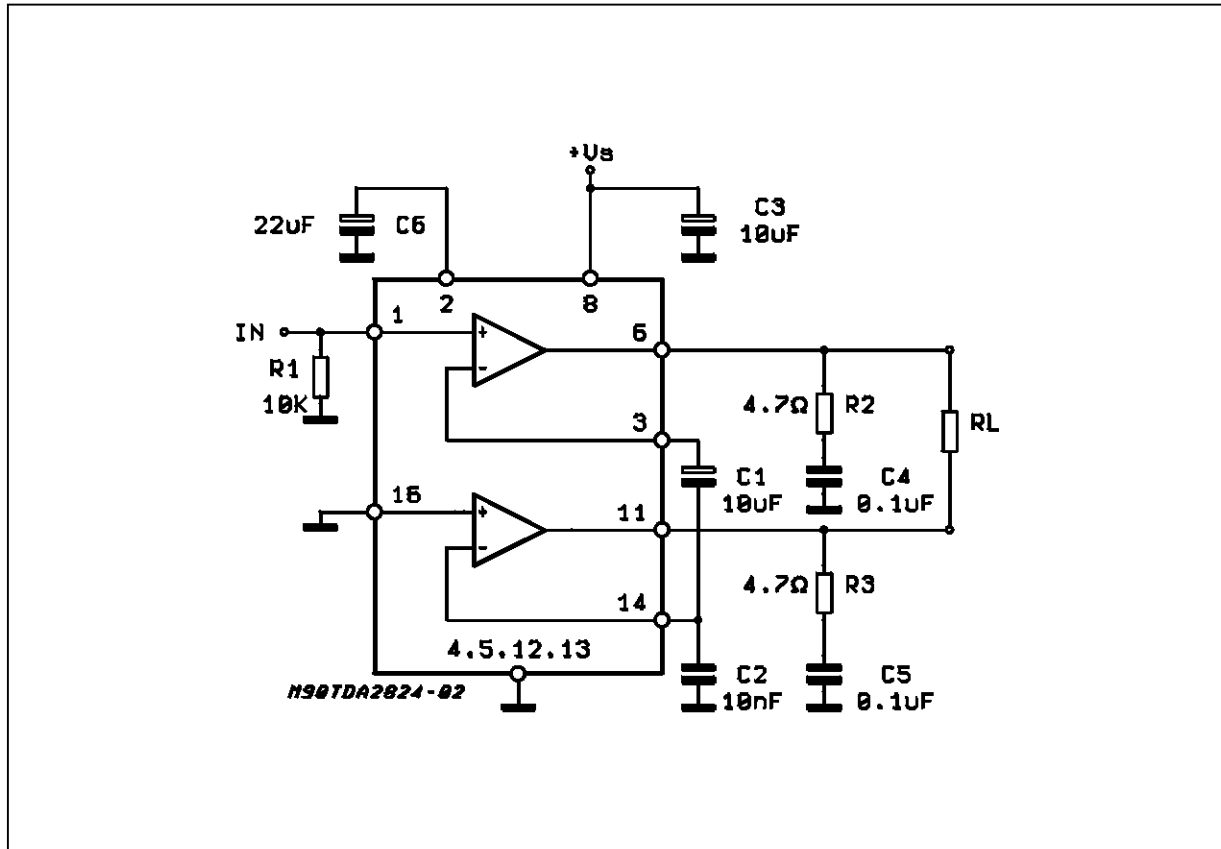 +Vs
22uF C6
C3
10uF
2
8
IN
1
+
-
6
R1
10K
3
4.7Ω R2
RL
C1
10uF
C4
0.1uF
16
+
-
11
14
4.7Ω R3
4.5.12.13
C2
10nF
C5
0.1uF
M90TDA2824-02